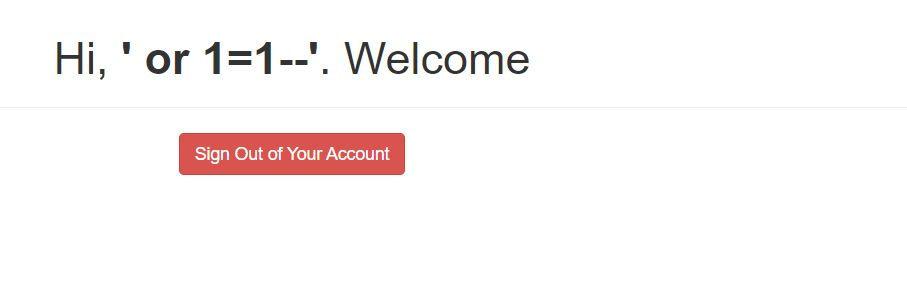 Hi, ' or 1=1--'. Welcome
Sign Out of Your Account